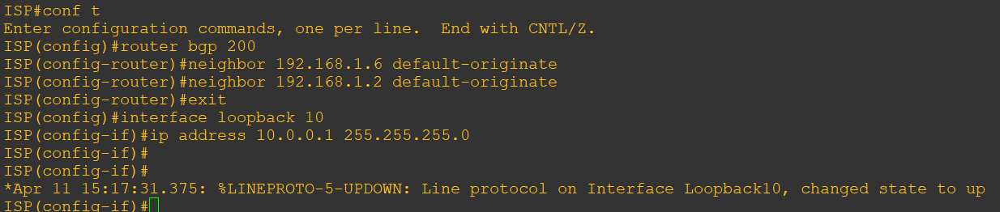 ISP#conf t
Enter configuration commands, one per line.  End with CNTL/Z.
ISP(config)#router bgp 200
ISP(config-router)#neighbor 192.168.1.6 default-originate
ISP(config-router)#neighbor 192.168.1.2 default-originate
ISP(config-router)#exit
ISP(config)#interface loopback 10
ISP(config-if)#ip address 10.0.0.1 255.255.255.0
ISP(config-if)#
ISP(config-if)#
*Apr 11 15:17:31.375: %LINEPROTO-5-UPDOWN: Line protocol on Interface Loopback10, changed state to up
ISP(config-if)#